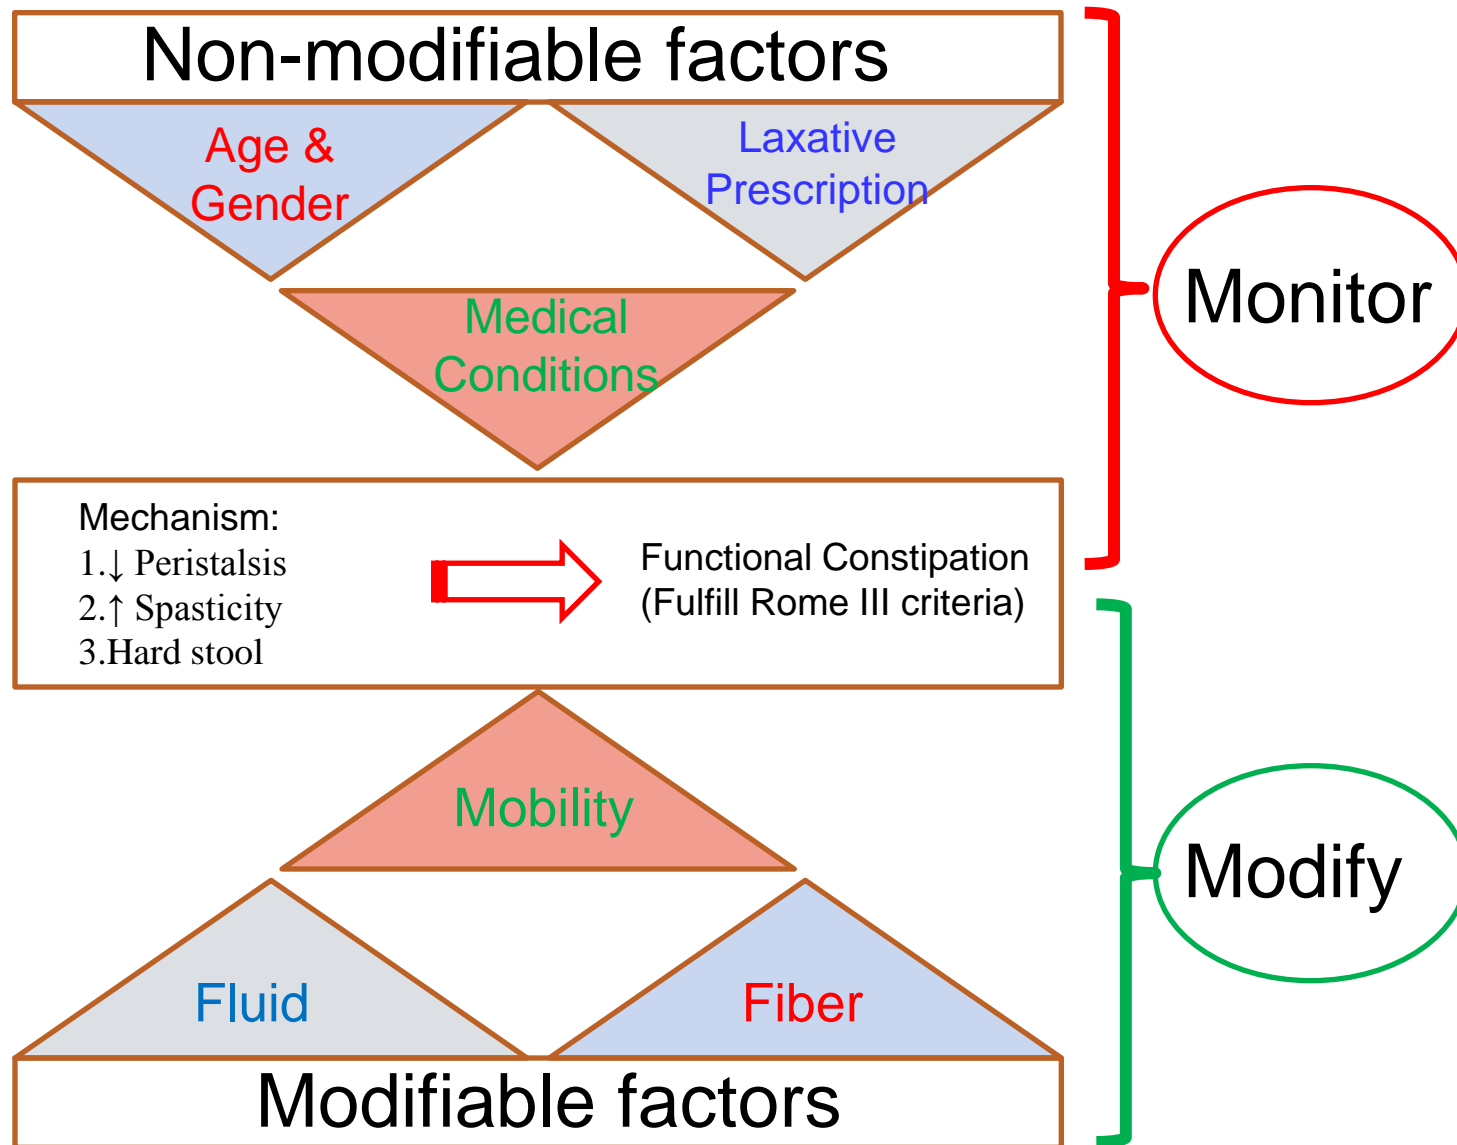 Non-modifiable factors
Age &
Gender
Laxative
Prescription
Medical
Conditions
Monitor
Mechanism:
1.↓ Peristalsis
2.↑ Spasticity
3.Hard stool
Functional Constipation
(Fulfill Rome III criteria)
Mobility
Modify
Fluid
Fiber
Modifiable factors